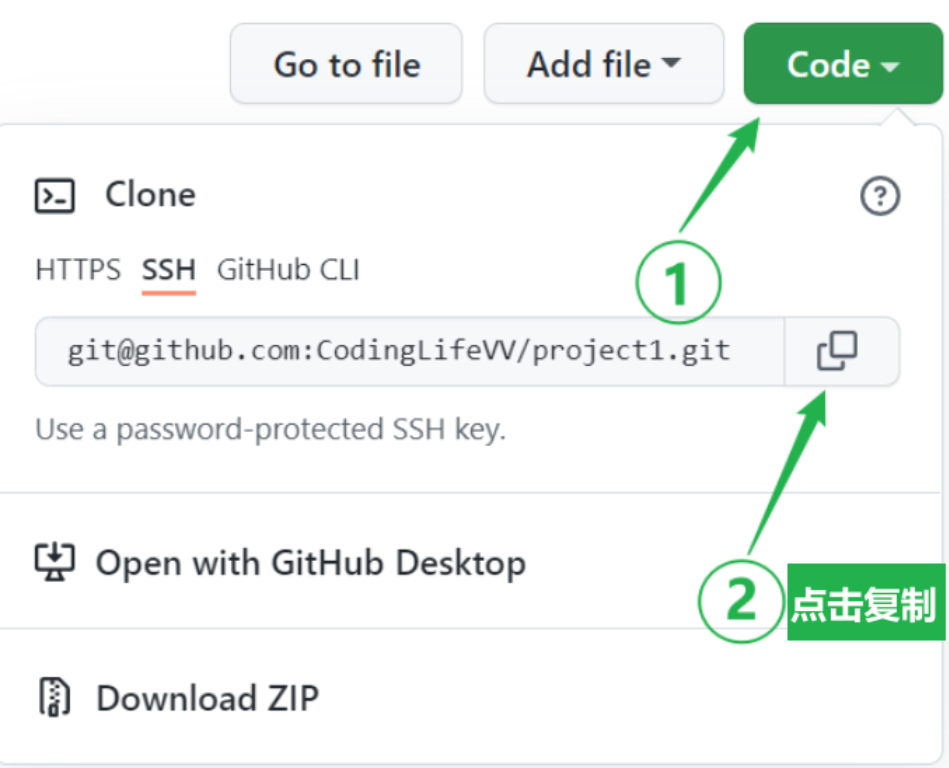 Go to file Add file Code
Clone
HTTPS SSH GitHub CLI
1
git@github.com:CodingLifeVV/project1.git
Use a password-protected SSH key.
Open with GitHub Desktop
2 点击复制
Download ZIP